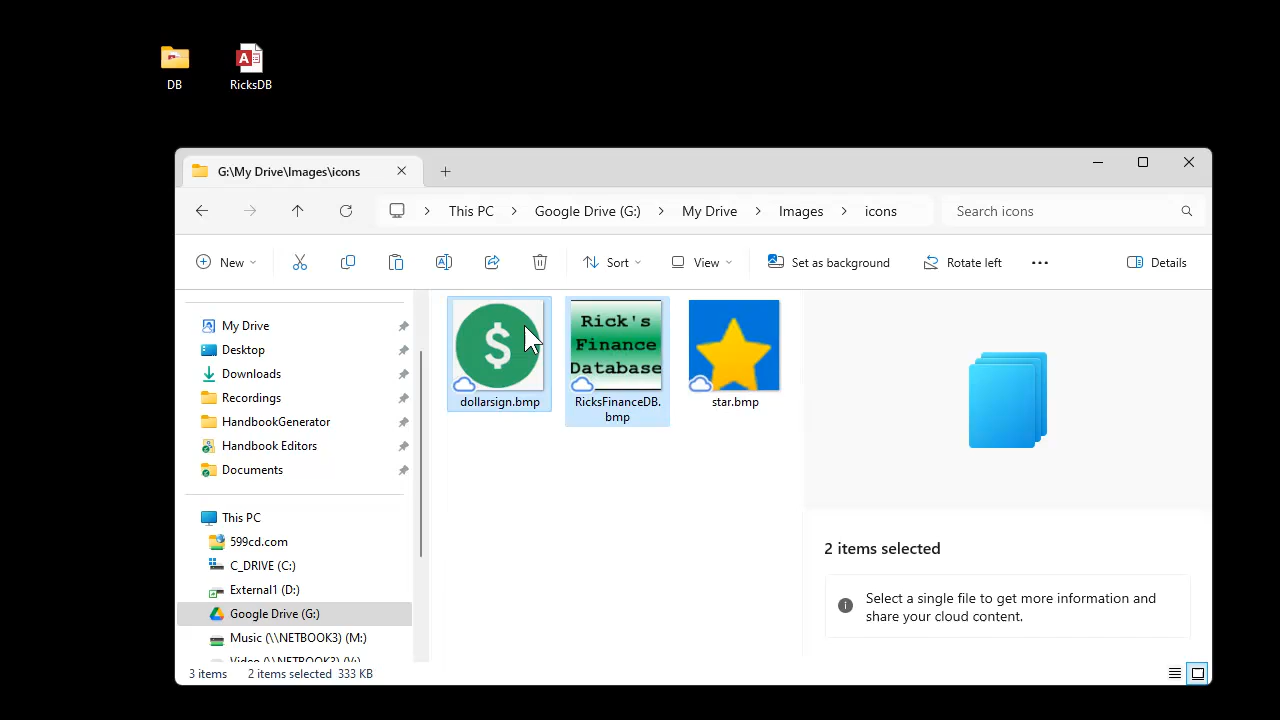 DB
RicksDB
G:\My Drive\Images\icons
This PC
Google Drive (G:)
My Drive
Images
icons
Search icons
New
Sort
View
Set as background
Rotate left
Details
My Drive
Desktop
Downloads
Recordings
HandbookGenerator
Handbook Editors
Documents
This PC
599cd.com
C_DRIVE (C:)
External1 (D:)
Google Drive (G:)
Music (\\NETBOOK3) (M:)
Video (\\NETBOOK3) (V:)
$
dollarsign.bmp
Rick's
Finance
Database
RicksFinanceDB.
bmp
star.bmp
2 items selected
Select a single file to get more information and
share your cloud content.
3 items
2 items selected 333 KB